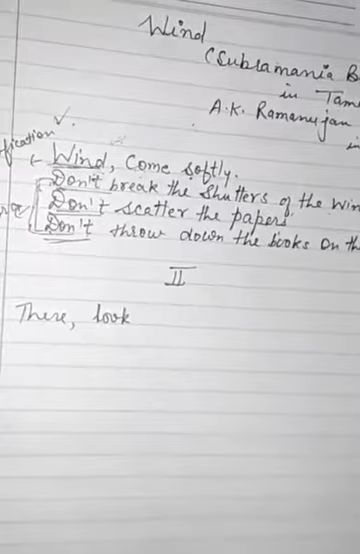 Wind
(Subramania B
in Tam
A.K. Ramanujan
in
fication
Wind, Come softly.
Don't break the shutters of the win
Don't scatter the papers
Don't throw down the books on th
II
There, look